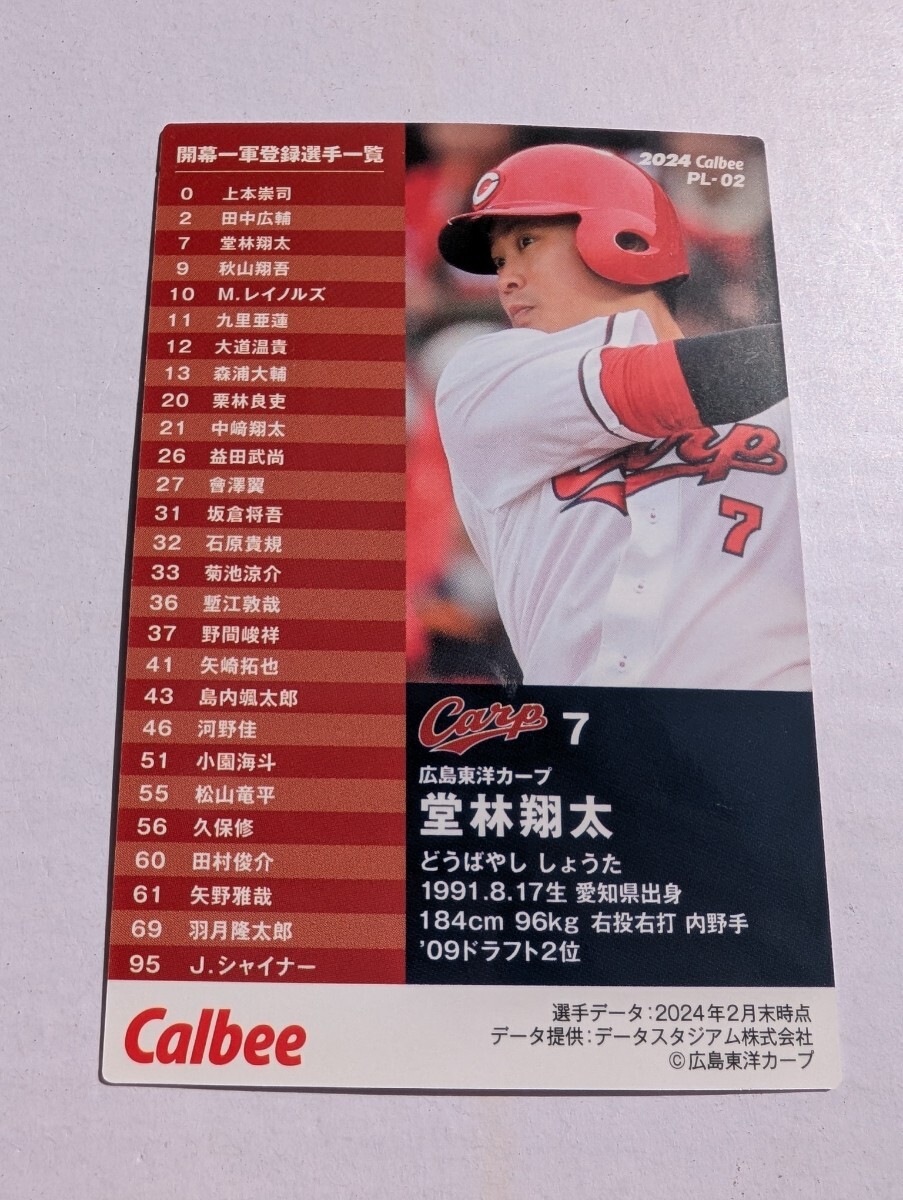 開幕一軍登録選手一覧
0 上本崇司
2 田中広輔
7 堂林翔太
9 秋山翔吾
10 M.レイノルズ
11 九里亜蓮
12 大道温貴
13 森浦大輔
20 栗林良吏
21 中﨑翔太
26 益田武尚
27 會澤翼
31 坂倉将吾
32 石原貴規
33 菊池涼介
36 塹江敦哉
37 野間峻祥
41 矢崎拓也
43 島内颯太郎
46 河野佳
51 小園海斗
55 松山竜平
56 久保修
60 田村俊介
61 矢野雅哉
69 羽月隆太郎
95 J.シャイナー
2024 Calbee
PL-02
C
Carp
7
Carp 7
広島東洋カープ
堂林翔太
どうばやし しょうた
1991.8.17生 愛知県出身
184cm 96kg 右投右打 内野手
'09ドラフト2位
Calbee
選手データ:2024年2月末時点
データ提供:データスタジアム株式会社
©広島東洋カープ